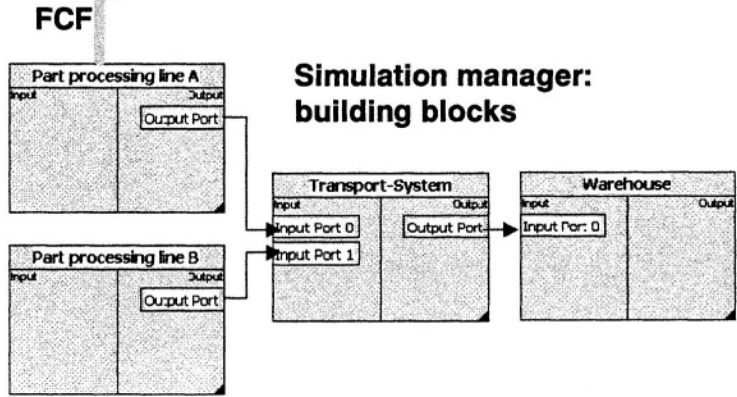 FCF
Part processing line A
Input Output
Output Port
Simulation manager:
building blocks
Transport-System
Input Output
Input Port 0 Output Port
Input Port 1
Warehouse
Input Output
Input Port 0
Part processing line B
Input Output
Output Port